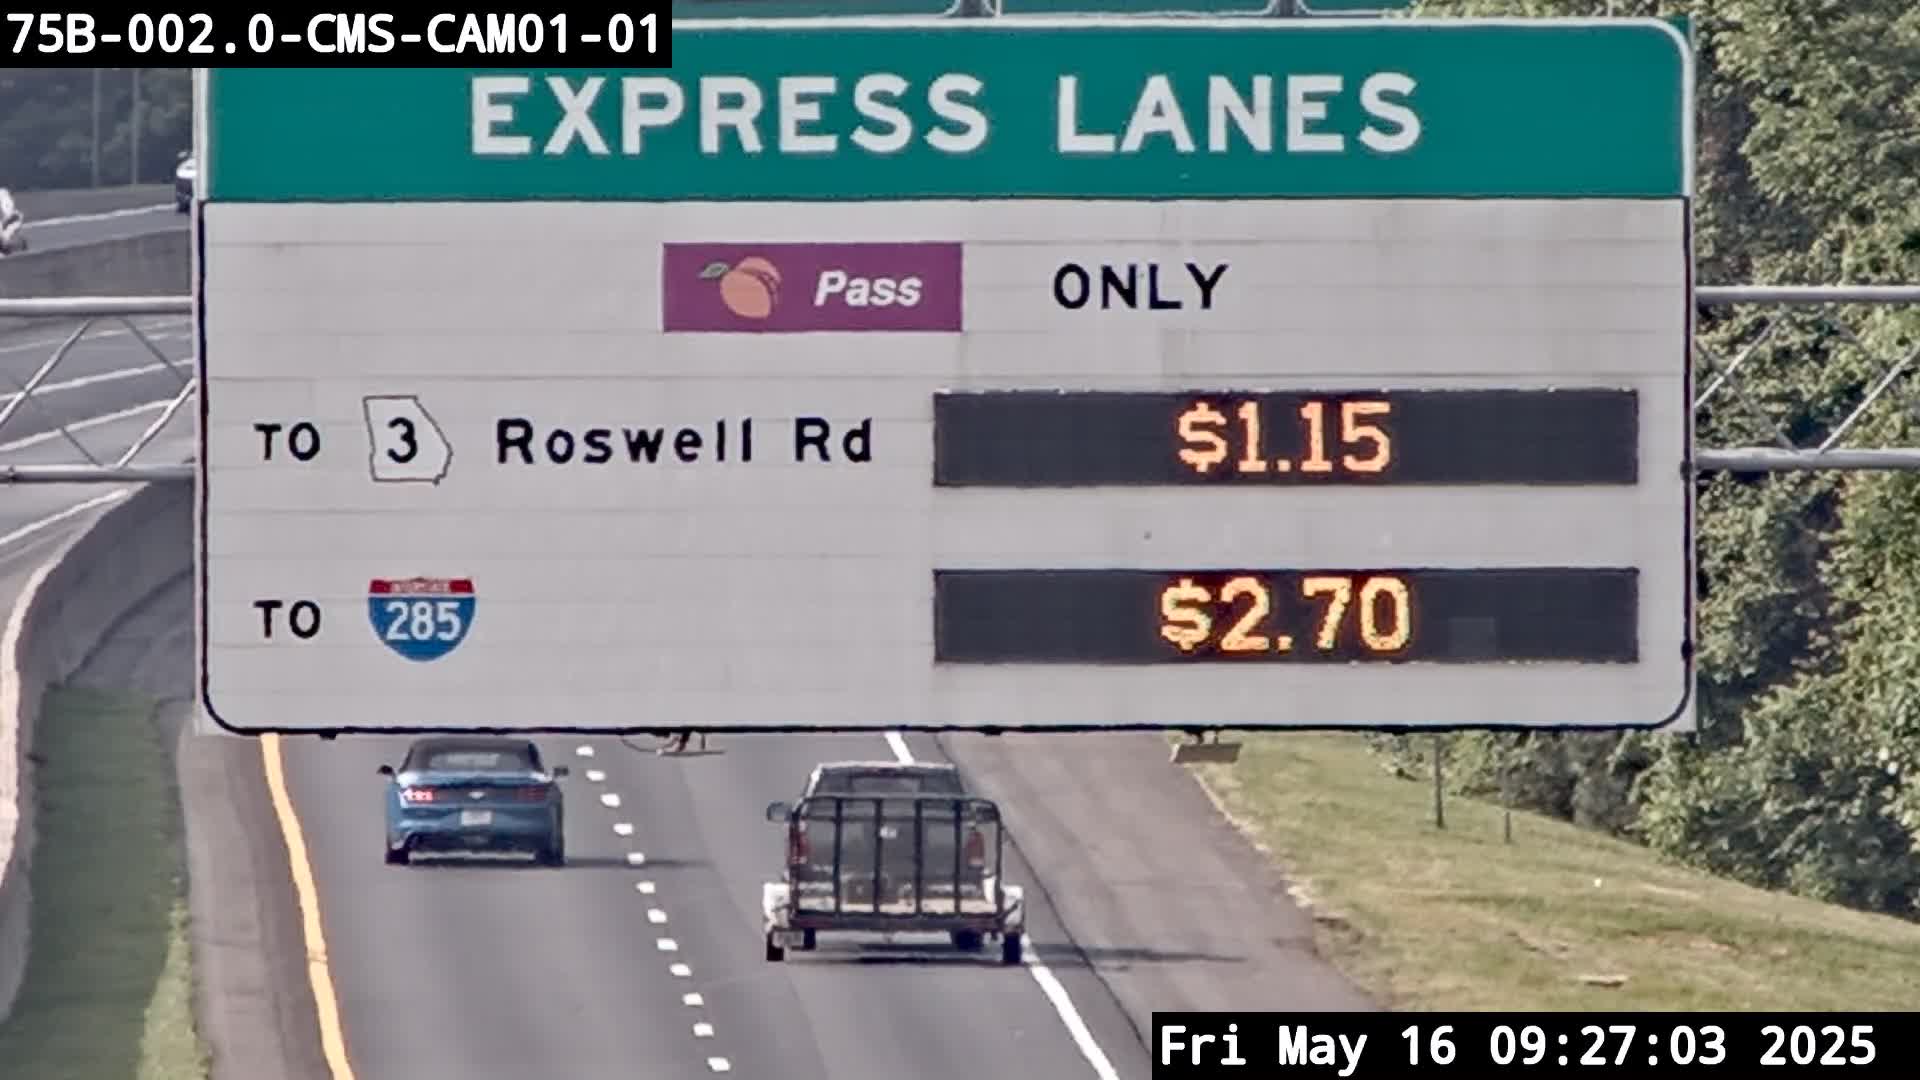 75B-002.0-CMS-CAM01-01
EXPRESS LANES
Pass ONLY
TO 3 Roswell Rd $1.15
TO INTERSTATE 285 $2.70
Fri May 16 09:27:03 2025